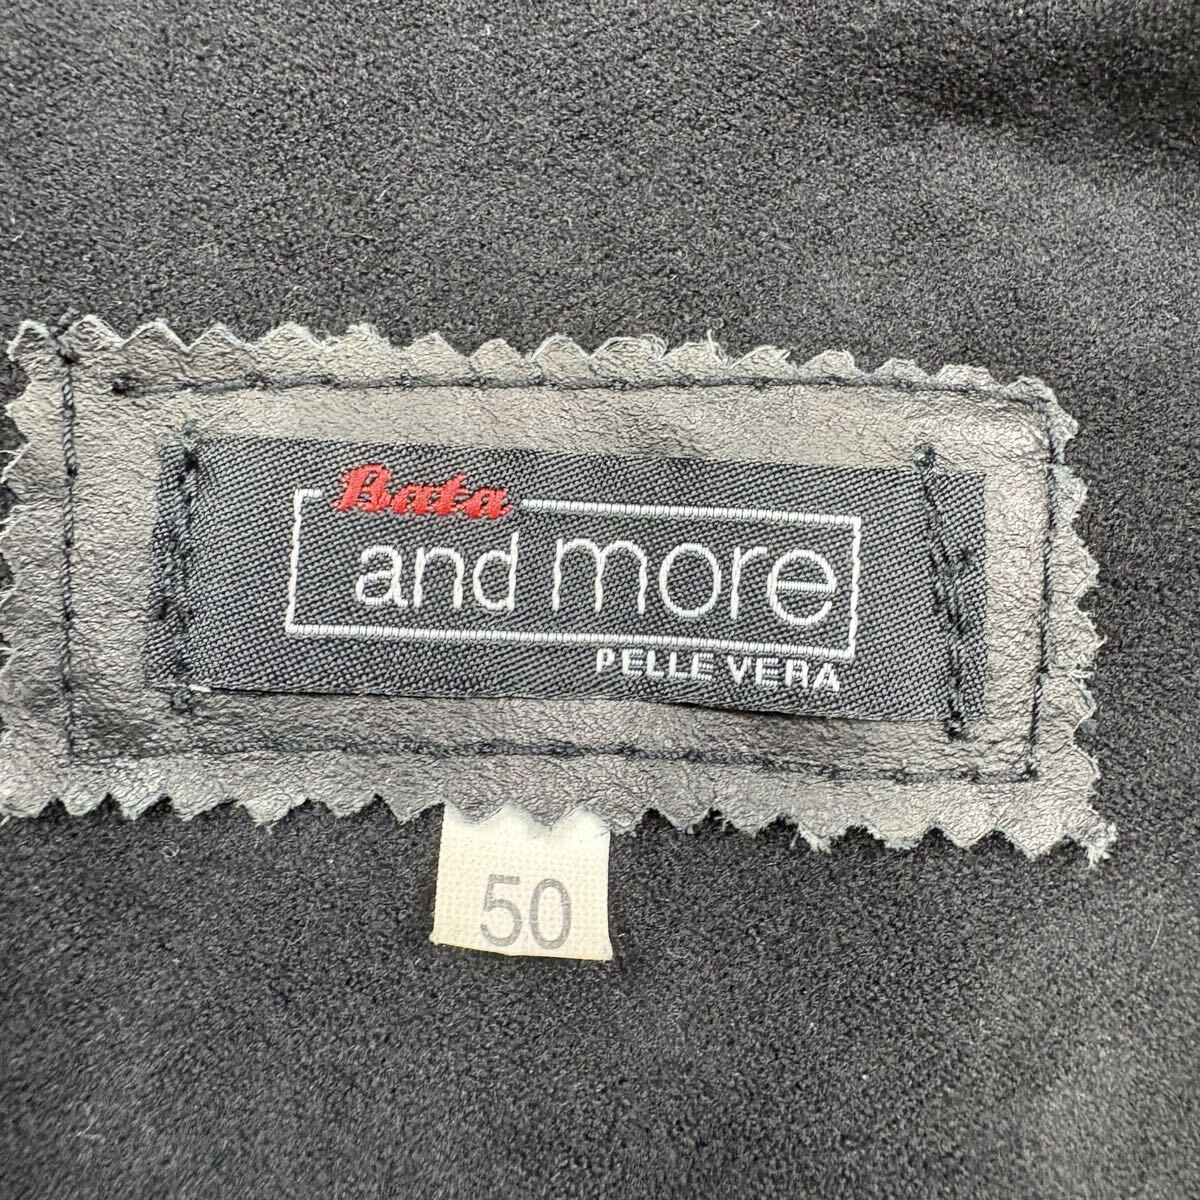 Bata
and more
PELLE VERA
50